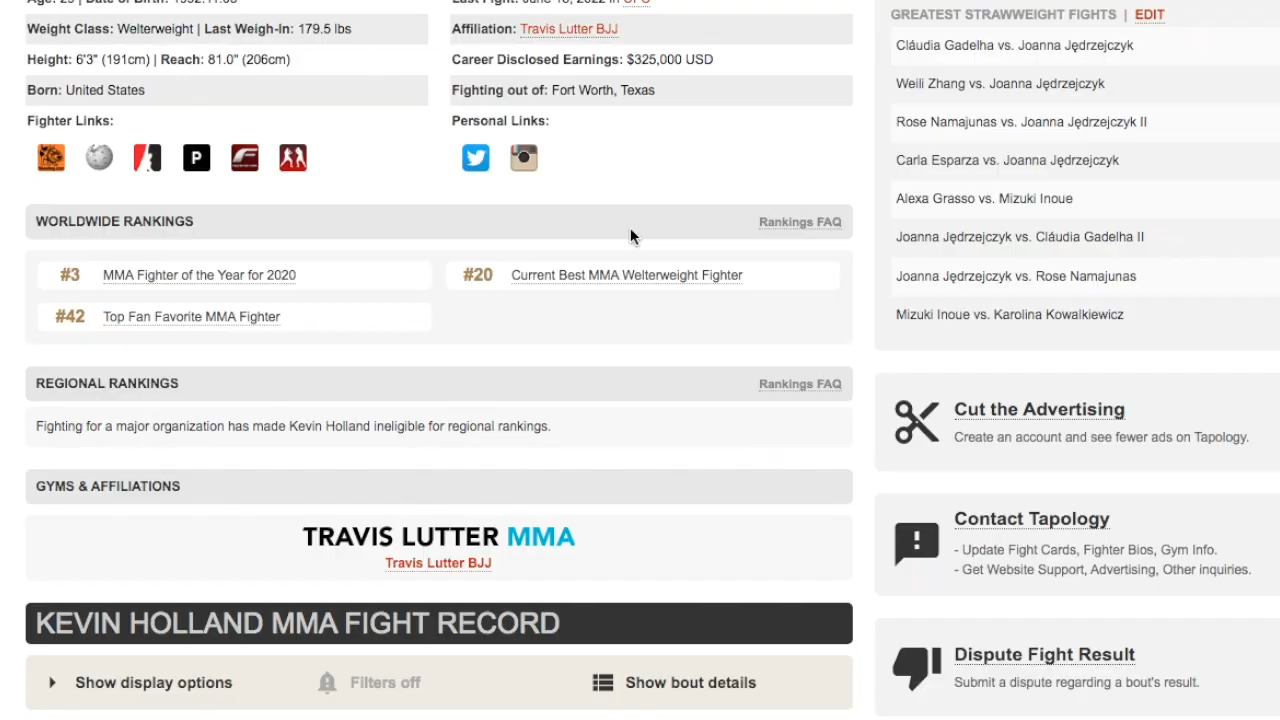 Weight Class: Welterweight | Last Weigh-In: 179.5 lbs
Height: 6'3" (191cm) | Reach: 81.0" (206cm)
Born: United States
Fighter Links:
Affiliation: Travis Lutter BJJ
Career Disclosed Earnings: $325,000 USD
Fighting out of: Fort Worth, Texas
Personal Links:
P
WORLDWIDE RANKINGS
Rankings FAQ
#3 MMA Fighter of the Year for 2020
#20 Current Best MMA Welterweight Fighter
#42 Top Fan Favorite MMA Fighter
REGIONAL RANKINGS
Rankings FAQ
Fighting for a major organization has made Kevin Holland ineligible for regional rankings.
GYMS & AFFILIATIONS
TRAVIS LUTTER MMA
Travis Lutter BJJ
KEVIN HOLLAND MMA FIGHT RECORD
Show display options
Filters off
Show bout details
GREATEST STRAWWEIGHT FIGHTS | EDIT
Cláudia Gadelha vs. Joanna Jędrzejczyk
Weili Zhang vs. Joanna Jędrzejczyk
Rose Namajunas vs. Joanna Jędrzejczyk II
Carla Esparza vs. Joanna Jędrzejczyk
Alexa Grasso vs. Mizuki Inoue
Joanna Jędrzejczyk vs. Cláudia Gadelha II
Joanna Jędrzejczyk vs. Rose Namajunas
Mizuki Inoue vs. Karolina Kowalkiewicz
Cut the Advertising
Create an account and see fewer ads on Tapology.
Contact Tapology
- Update Fight Cards, Fighter Bios, Gym Info.
- Get Website Support, Advertising, Other inquiries.
Dispute Fight Result
Submit a dispute regarding a bout's result.